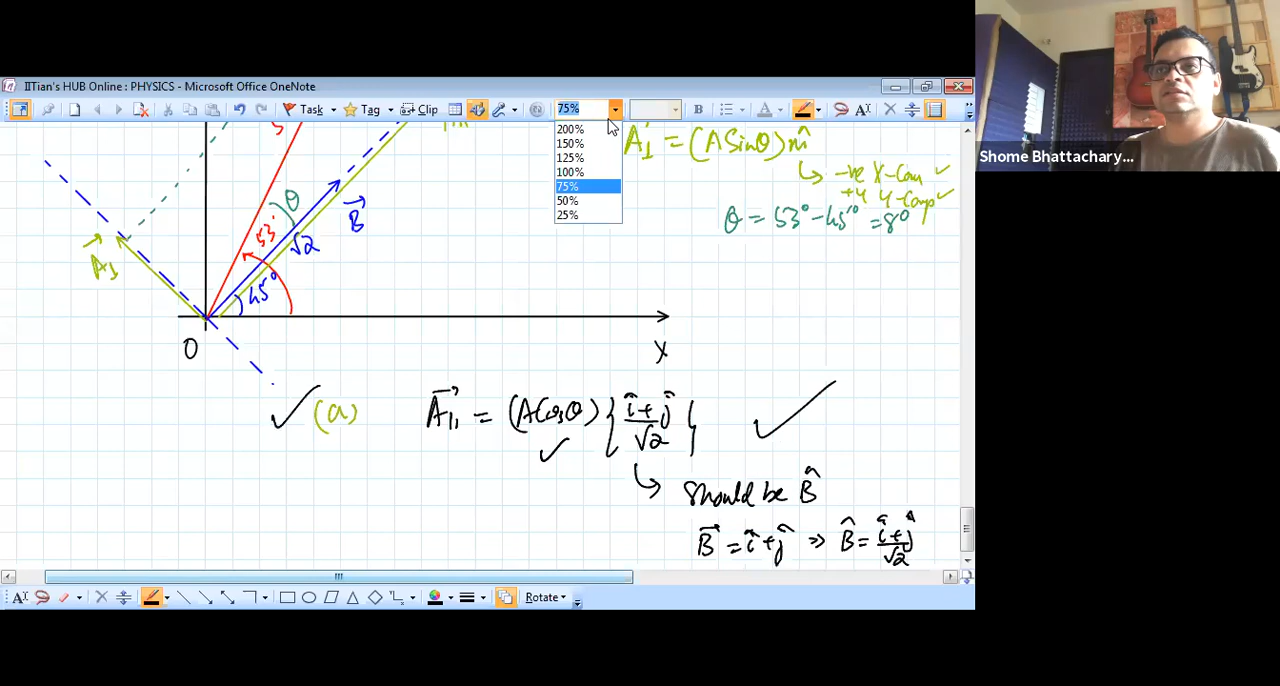 IITian's HUB Online : PHYSICS - Microsoft Office OneNote
Task Tag Clip 75% B A
200%
150%
125%
100%
75%
50%
25%
Shome Bhattachary...
A⃗⊥ = (A Sinθ) m̂
-ve X-Com ✓
+ve Y-Comp ✓
θ = 53° - 45° = 8°
θ
53°
B⃗
√2
45°
A⃗⊥
O
X
✓ (a) A⃗|| = (A Cosθ) { (î + ĵ)/√2 } ✓
✓
Should be B̂
B⃗ = î + ĵ ⇒ B̂ = (î + ĵ)/√2
Rotate